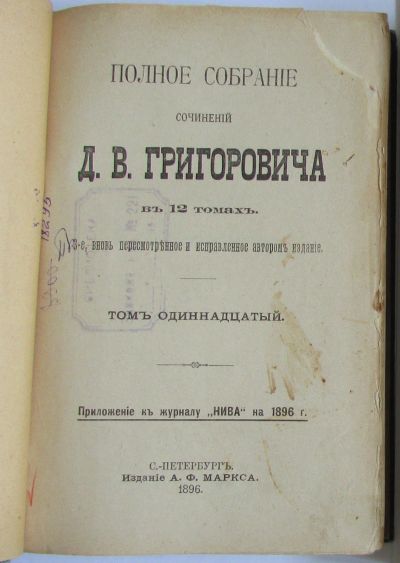 ПОЛНОЕ СОБРАНІЕ
СОЧИНЕНІЙ
Д. В. ГРИГОРОВИЧА
въ 12 томахъ.
3-е, вновь пересмотрѣнное и исправленное авторомъ изданіе.
ТОМЪ ОДИННАДЦАТЫЙ.
Приложеніе къ журналу „НИВА" на 1896 г.
С.-ПЕТЕРБУРГЪ.
Изданіе А. Ф. МАРКСА.
1896.